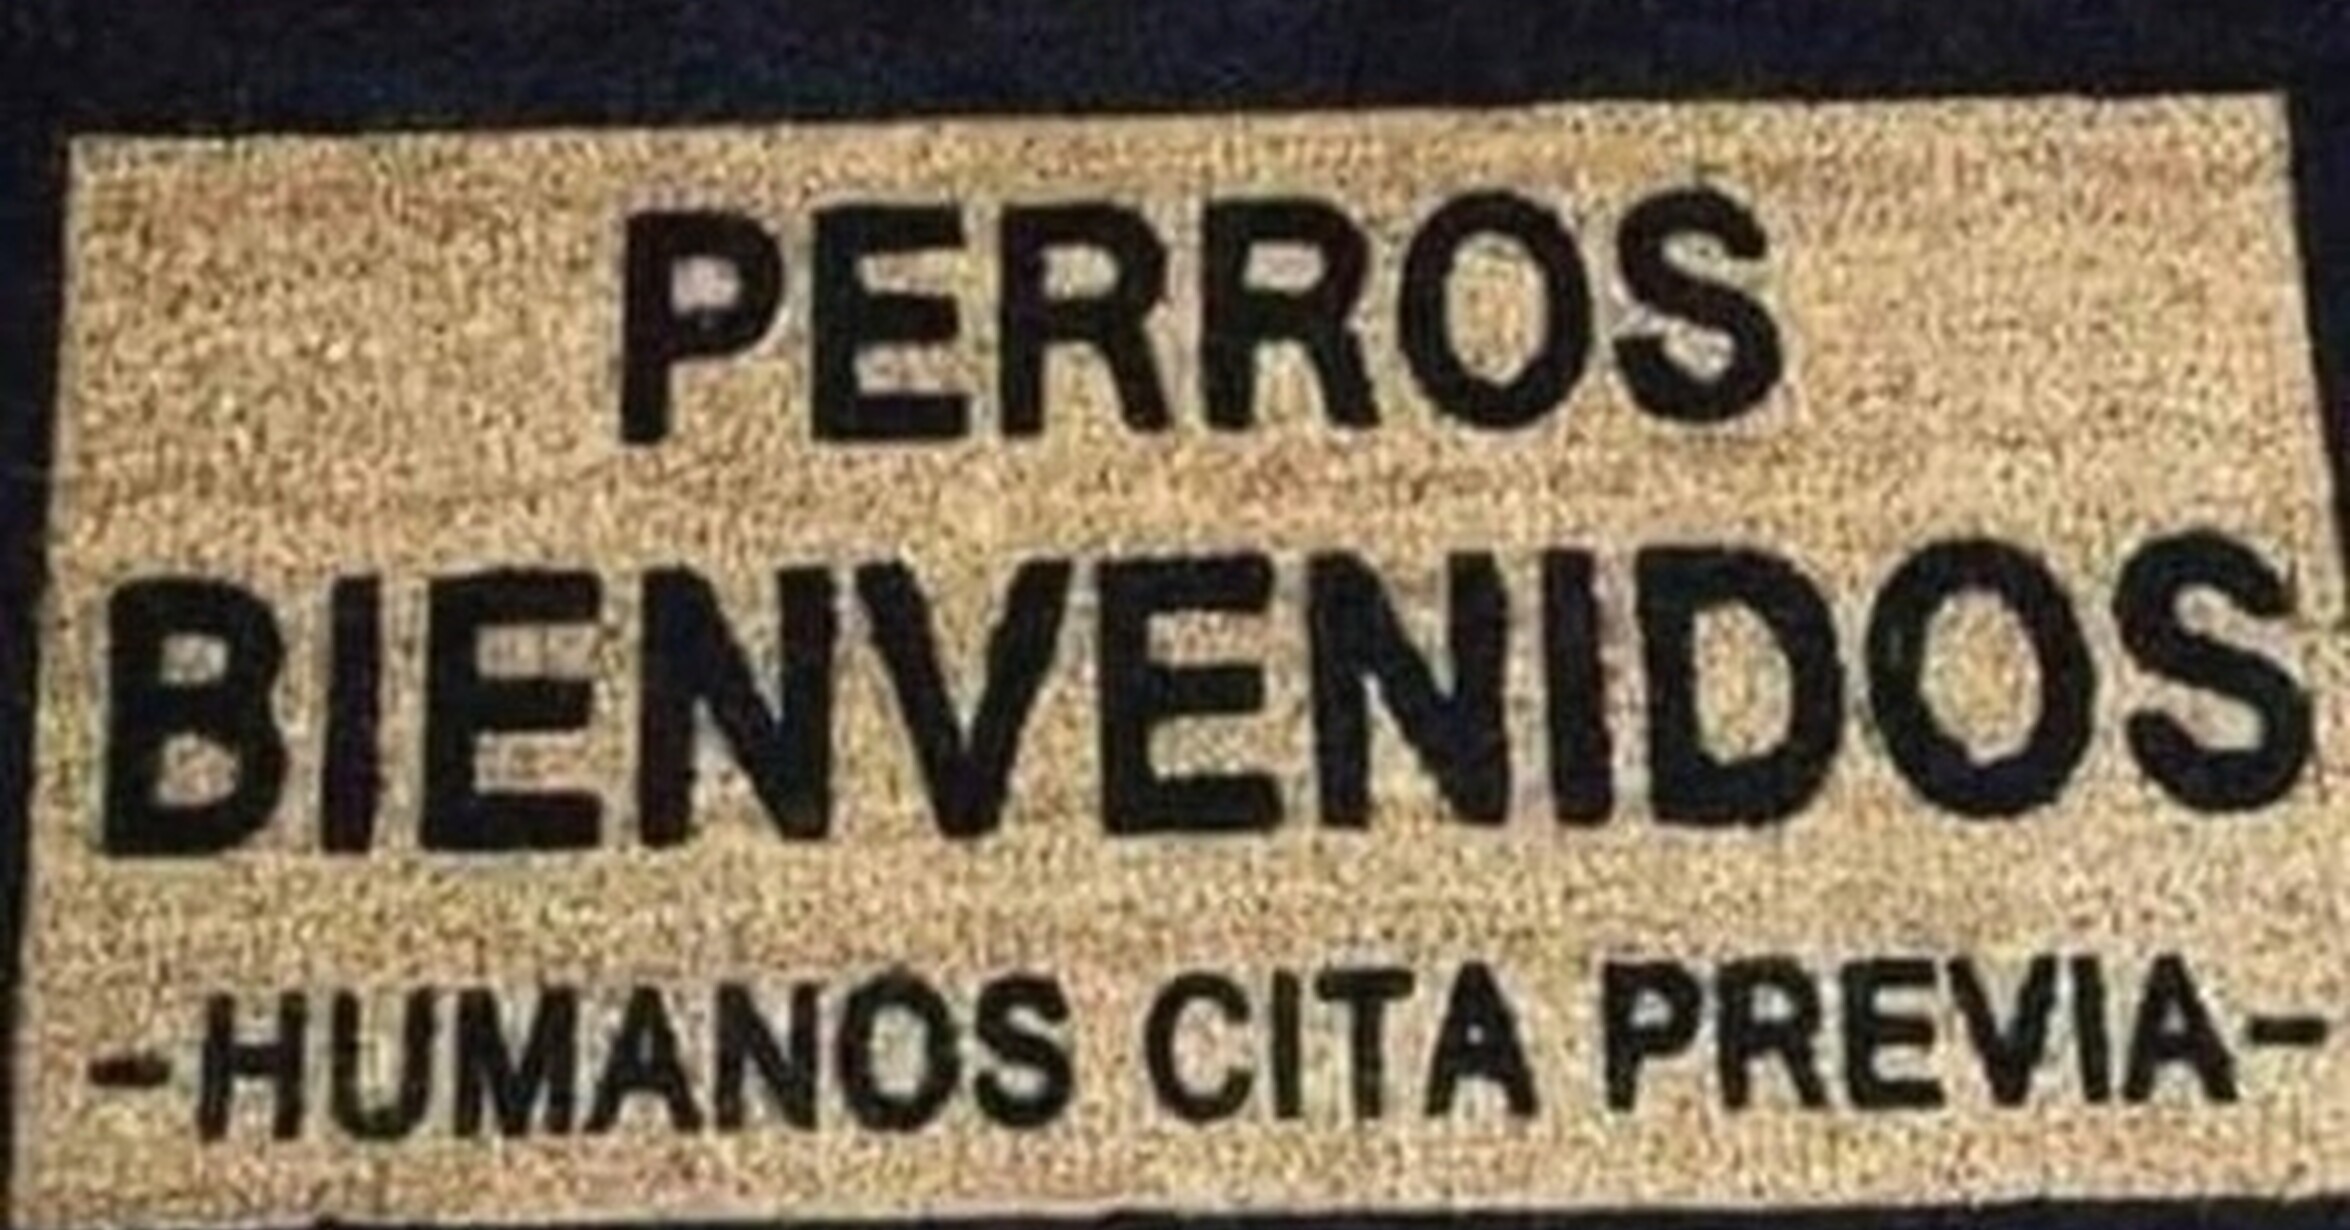 PERROS
BIENVENIDOS
-HUMANOS CITA PREVIA-